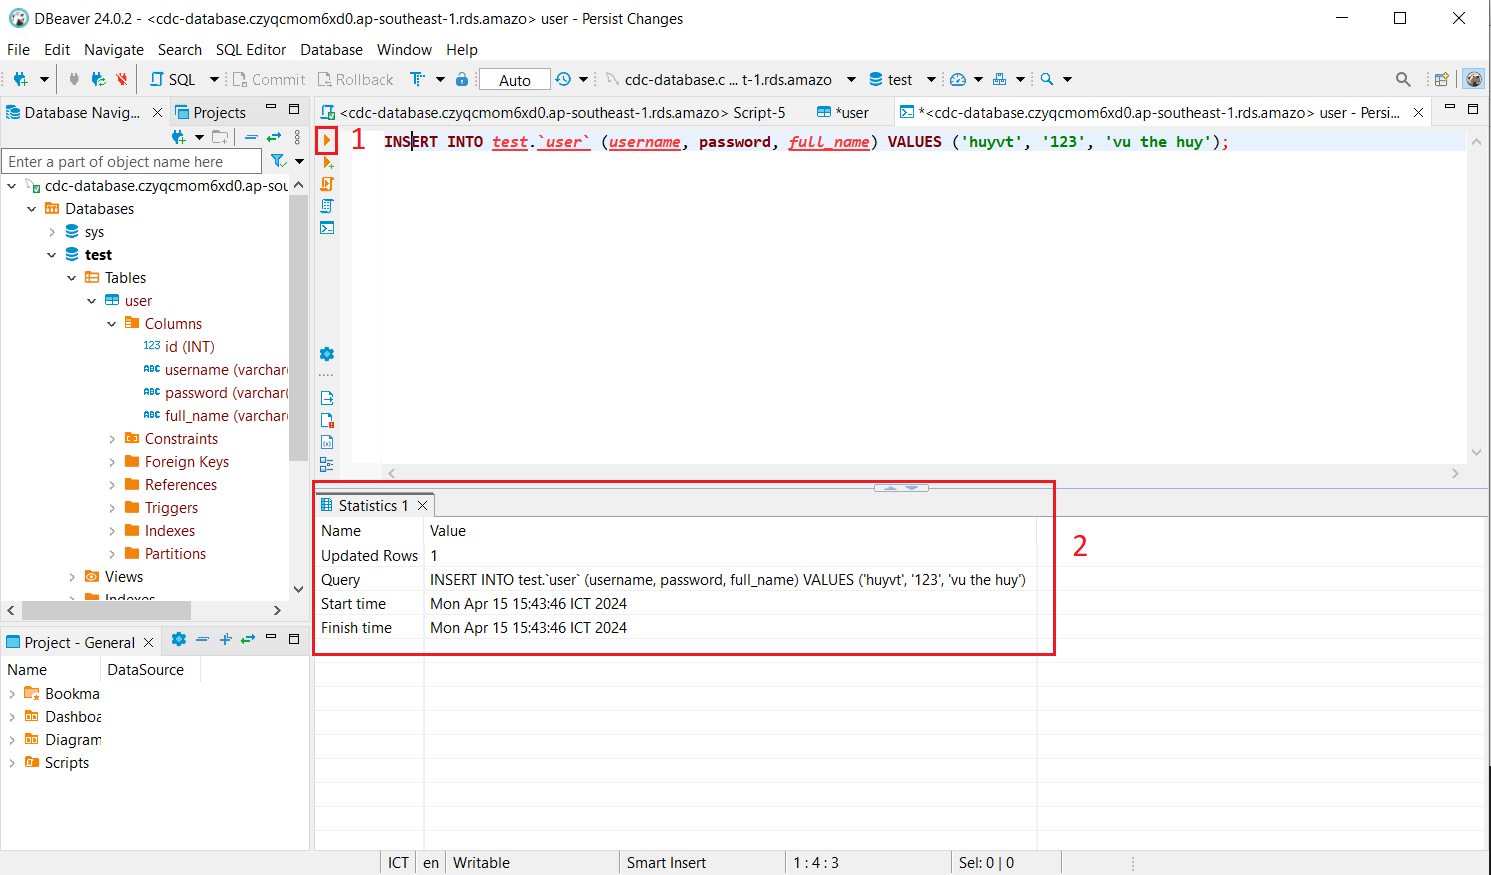 DBeaver 24.0.2 - <cdc-database.czyqcmom6xd0.ap-southeast-1.rds.amazo> user - Persist Changes
File Edit Navigate Search SQL Editor Database Window Help
SQL Commit Rollback Auto cdc-database.c ... t-1.rds.amazo test
Database Navig... Projects
<cdc-database.czyqcmom6xd0.ap-southeast-1.rds.amazo> Script-5 *user *<cdc-database.czyqcmom6xd0.ap-southeast-1.rds.amazo> user - Persi...
Enter a part of object name here
1
INSERT INTO test.`user` (username, password, full_name) VALUES ('huyvt', '123', 'vu the huy');
cdc-database.czyqcmom6xd0.ap-sou
Databases
sys
test
Tables
user
Columns
123 id (INT)
ABC username (varchar(
ABC password (varchar(
ABC full_name (varchar(
Constraints
Foreign Keys
References
Triggers
Indexes
Partitions
Views
Indexes
Statistics 1
Name Value
Updated Rows 1
Query INSERT INTO test.`user` (username, password, full_name) VALUES ('huyvt', '123', 'vu the huy')
Start time Mon Apr 15 15:43:46 ICT 2024
Finish time Mon Apr 15 15:43:46 ICT 2024
2
Project - General
Name DataSource
Bookma
Dashboa
Diagram
Scripts
ICT en Writable Smart Insert 1 : 4 : 3 Sel: 0 | 0